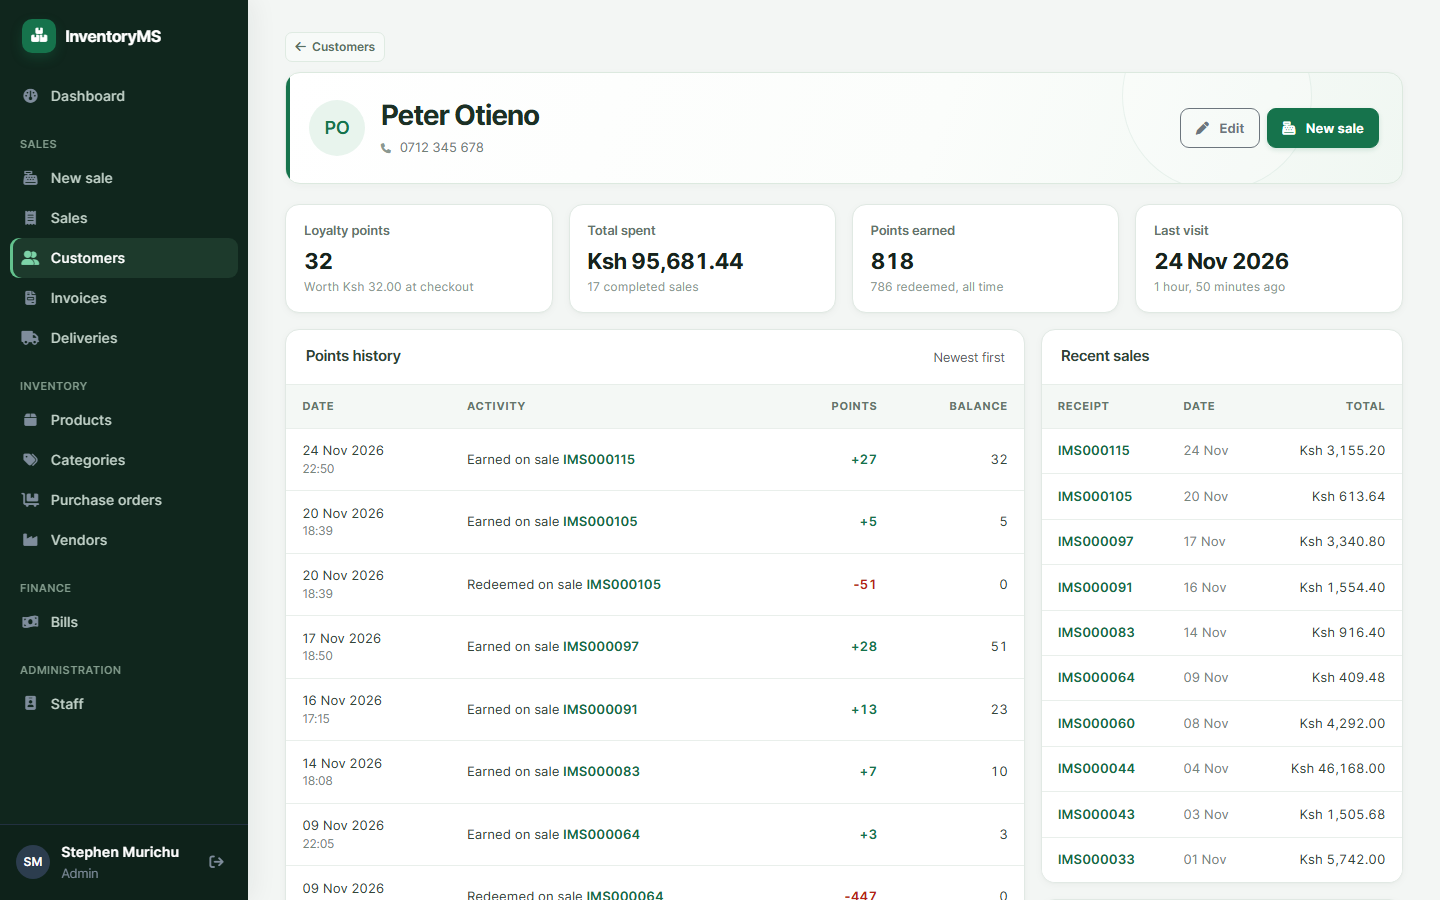 InventoryMS
Dashboard
SALES
New sale
Sales
Customers
Invoices
Deliveries
INVENTORY
Products
Categories
Purchase orders
Vendors
FINANCE
Bills
ADMINISTRATION
Staff
SM
Stephen Murichu
Admin
← Customers
PO
Peter Otieno
0712 345 678
Edit
New sale
Loyalty points
32
Worth Ksh 32.00 at checkout
Total spent
Ksh 95,681.44
17 completed sales
Points earned
818
786 redeemed, all time
Last visit
24 Nov 2026
1 hour, 50 minutes ago
Points history
Newest first
DATE ACTIVITY POINTS BALANCE
24 Nov 2026
22:50
Earned on sale IMS000115 +27 32
20 Nov 2026
18:39
Earned on sale IMS000105 +5 5
20 Nov 2026
18:39
Redeemed on sale IMS000105 -51 0
17 Nov 2026
18:50
Earned on sale IMS000097 +28 51
16 Nov 2026
17:15
Earned on sale IMS000091 +13 23
14 Nov 2026
18:08
Earned on sale IMS000083 +7 10
09 Nov 2026
22:05
Earned on sale IMS000064 +3 3
09 Nov 2026
Redeemed on sale IMS000064 -447 0
Recent sales
RECEIPT DATE TOTAL
IMS000115 24 Nov Ksh 3,155.20
IMS000105 20 Nov Ksh 613.64
IMS000097 17 Nov Ksh 3,340.80
IMS000091 16 Nov Ksh 1,554.40
IMS000083 14 Nov Ksh 916.40
IMS000064 09 Nov Ksh 409.48
IMS000060 08 Nov Ksh 4,292.00
IMS000044 04 Nov Ksh 46,168.00
IMS000043 03 Nov Ksh 1,505.68
IMS000033 01 Nov Ksh 5,742.00